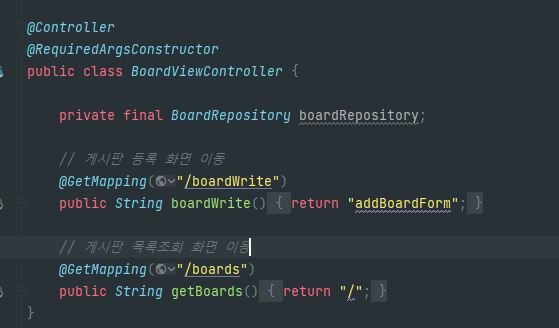 @Controller
@RequiredArgsConstructor
public class BoardViewController {
private final BoardRepository boardRepository;
// 게시판 등록 화면 이동
@GetMapping("/boardWrite")
public String boardWrite() { return "addBoardForm"; }
// 게시판 목록조회 화면 이동
@GetMapping("/boards")
public String getBoards() { return "/"; }
}